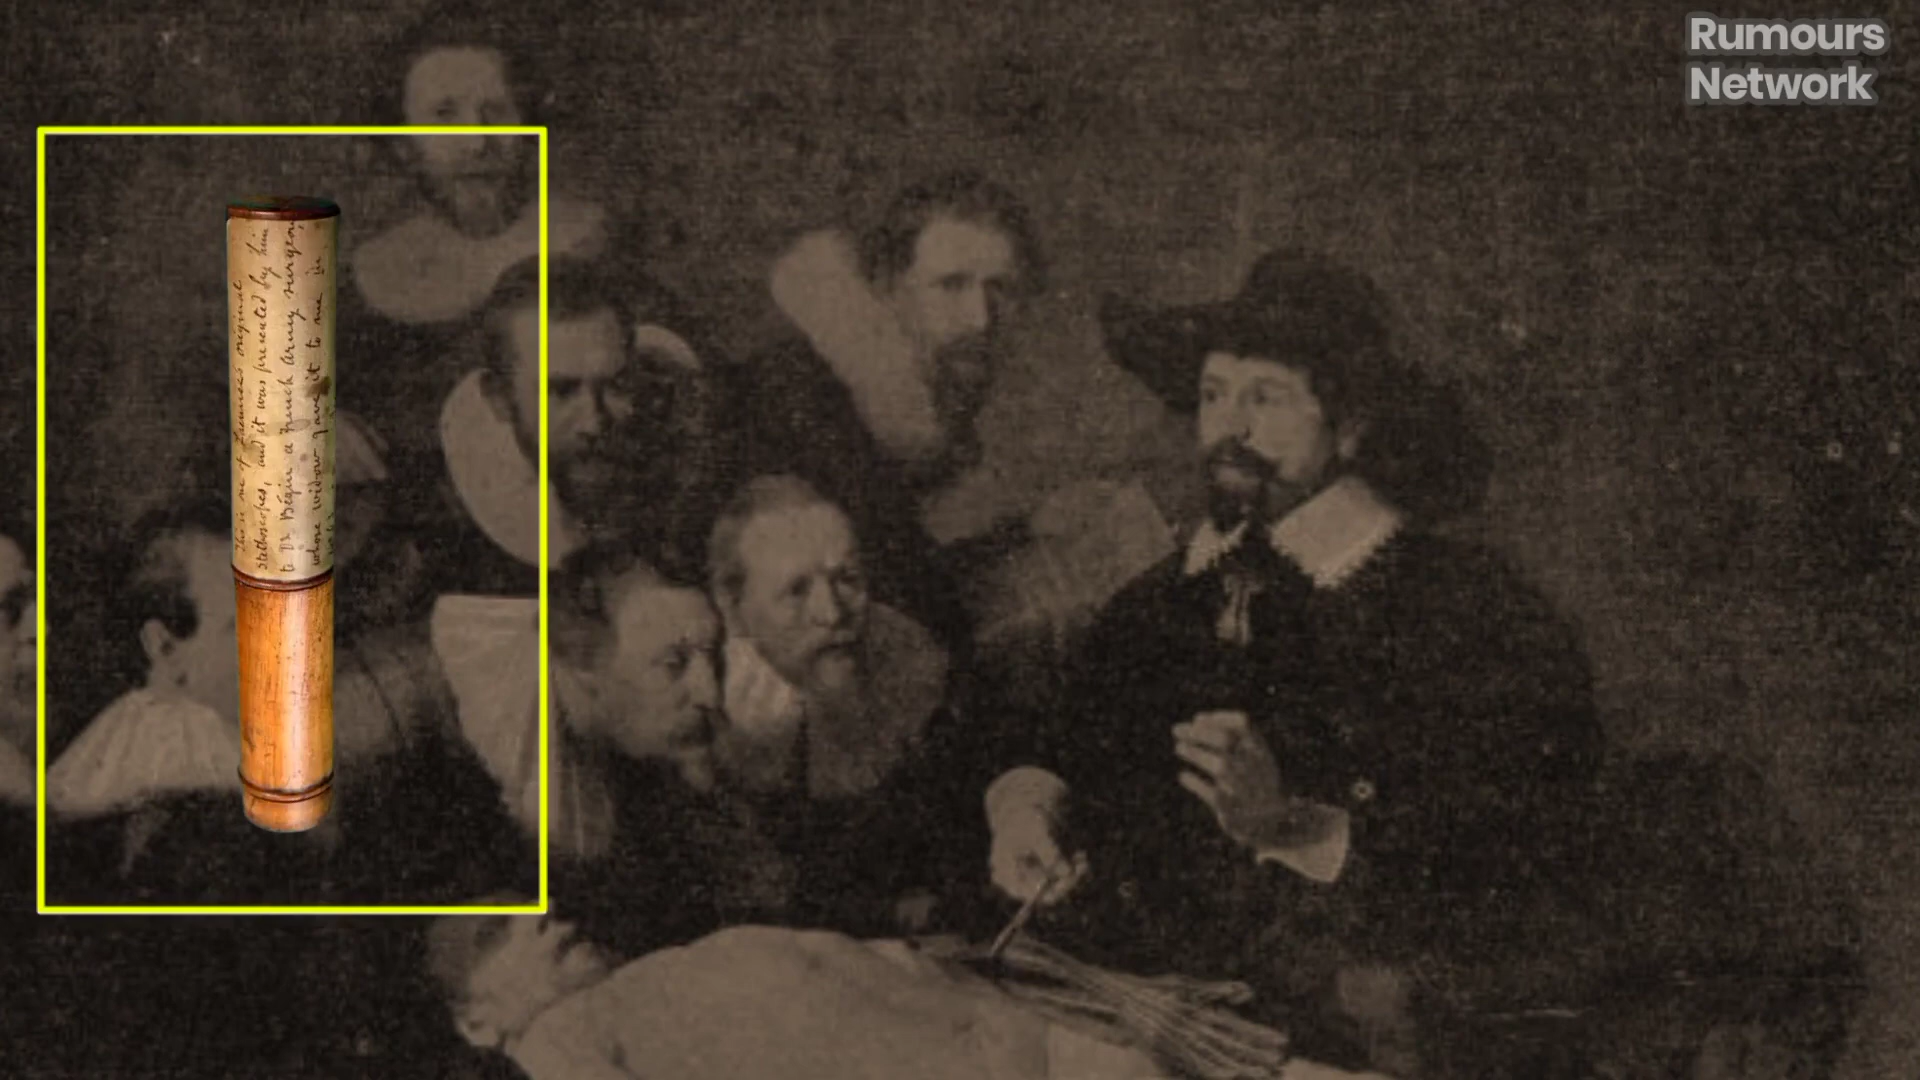 Rumours
Network
This is one of Laennec's original
stethoscopes, and it was presented by him
to Dr Bégin a French Army surgeon,
whose widow gave it to me in